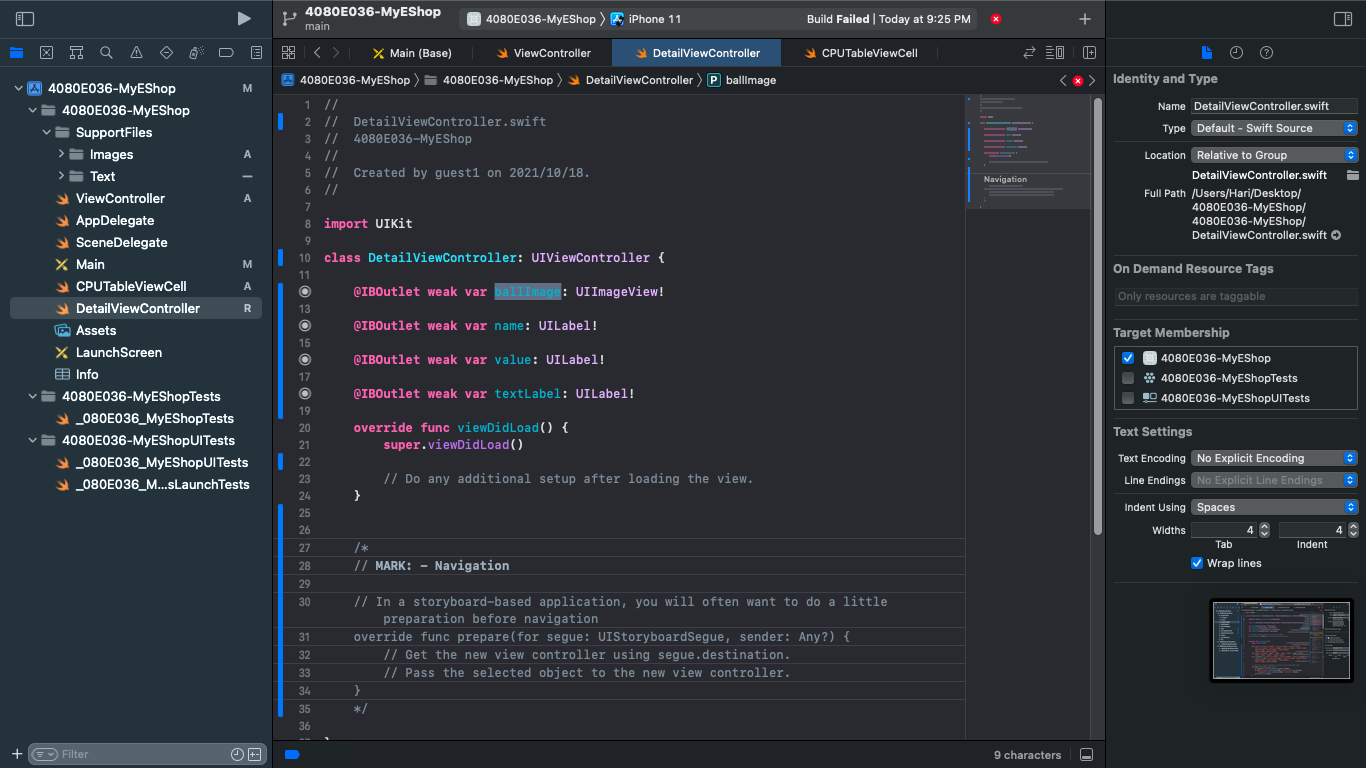 4080E036-MyEShop
main
4080E036-MyEShop
iPhone 11
Build Failed | Today at 9:25 PM
Main (Base)
ViewController
DetailViewController
CPUTableViewCell
4080E036-MyEShop
4080E036-MyEShop
DetailViewController
P
ballImage
4080E036-MyEShop M
4080E036-MyEShop
SupportFiles
Images A
Text —
ViewController A
AppDelegate
SceneDelegate
Main M
CPUTableViewCell A
DetailViewController R
Assets
LaunchScreen
Info
4080E036-MyEShopTests
_080E036_MyEShopTests
4080E036-MyEShopUITests
_080E036_MyEShopUITests
_080E036_M...sLaunchTests
Filter
1 //
2 // DetailViewController.swift
3 // 4080E036-MyEShop
4 //
5 // Created by guest1 on 2021/10/18.
6 //
7
8 import UIKit
9
10 class DetailViewController: UIViewController {
11
@IBOutlet weak var ballImage: UIImageView!
13
@IBOutlet weak var name: UILabel!
15
@IBOutlet weak var value: UILabel!
17
@IBOutlet weak var textLabel: UILabel!
19
20 override func viewDidLoad() {
21 super.viewDidLoad()
22
23 // Do any additional setup after loading the view.
24 }
25
26
27 /*
28 // MARK: - Navigation
29
30 // In a storyboard-based application, you will often want to do a little
preparation before navigation
31 override func prepare(for segue: UIStoryboardSegue, sender: Any?) {
32 // Get the new view controller using segue.destination.
33 // Pass the selected object to the new view controller.
34 }
35 */
36
Navigation
9 characters
Identity and Type
Name DetailViewController.swift
Type Default - Swift Source
Location Relative to Group
DetailViewController.swift
Full Path /Users/Hari/Desktop/
4080E036-MyEShop/
4080E036-MyEShop/
DetailViewController.swift
On Demand Resource Tags
Only resources are taggable
Target Membership
4080E036-MyEShop
4080E036-MyEShopTests
4080E036-MyEShopUITests
Text Settings
Text Encoding No Explicit Encoding
Line Endings No Explicit Line Endings
Indent Using Spaces
Widths 4 4
Tab Indent
Wrap lines